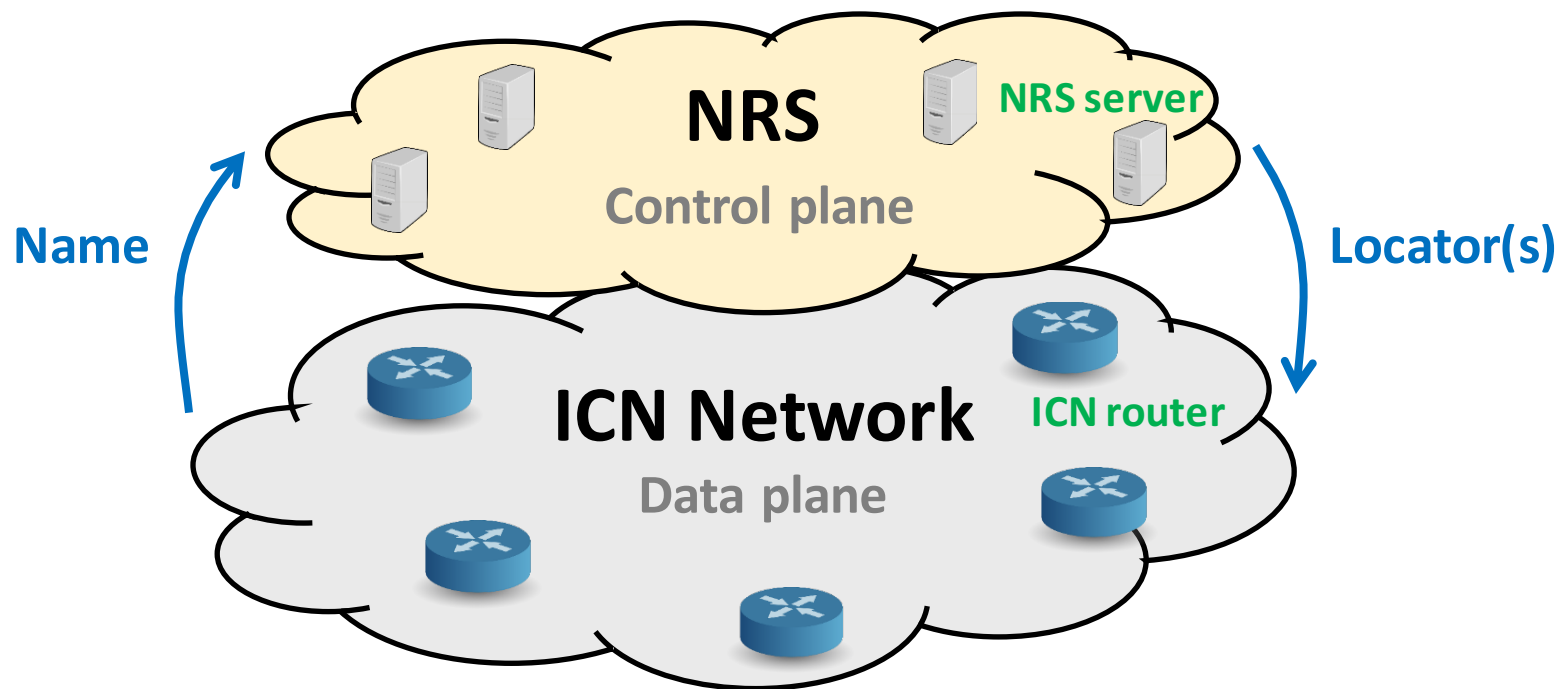 NRS
NRS server
Control plane
Name
Locator(s)
ICN Network
ICN router
Data plane